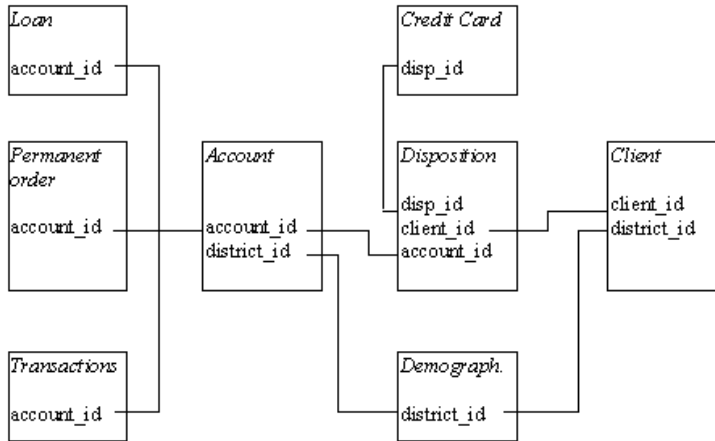 Loan
account_id
Credit Card
disp_id
Permanent
order
account_id
Account
account_id
district_id
Disposition
disp_id
client_id
account_id
Client
client_id
district_id
Transactions
account_id
Demograph.
district_id